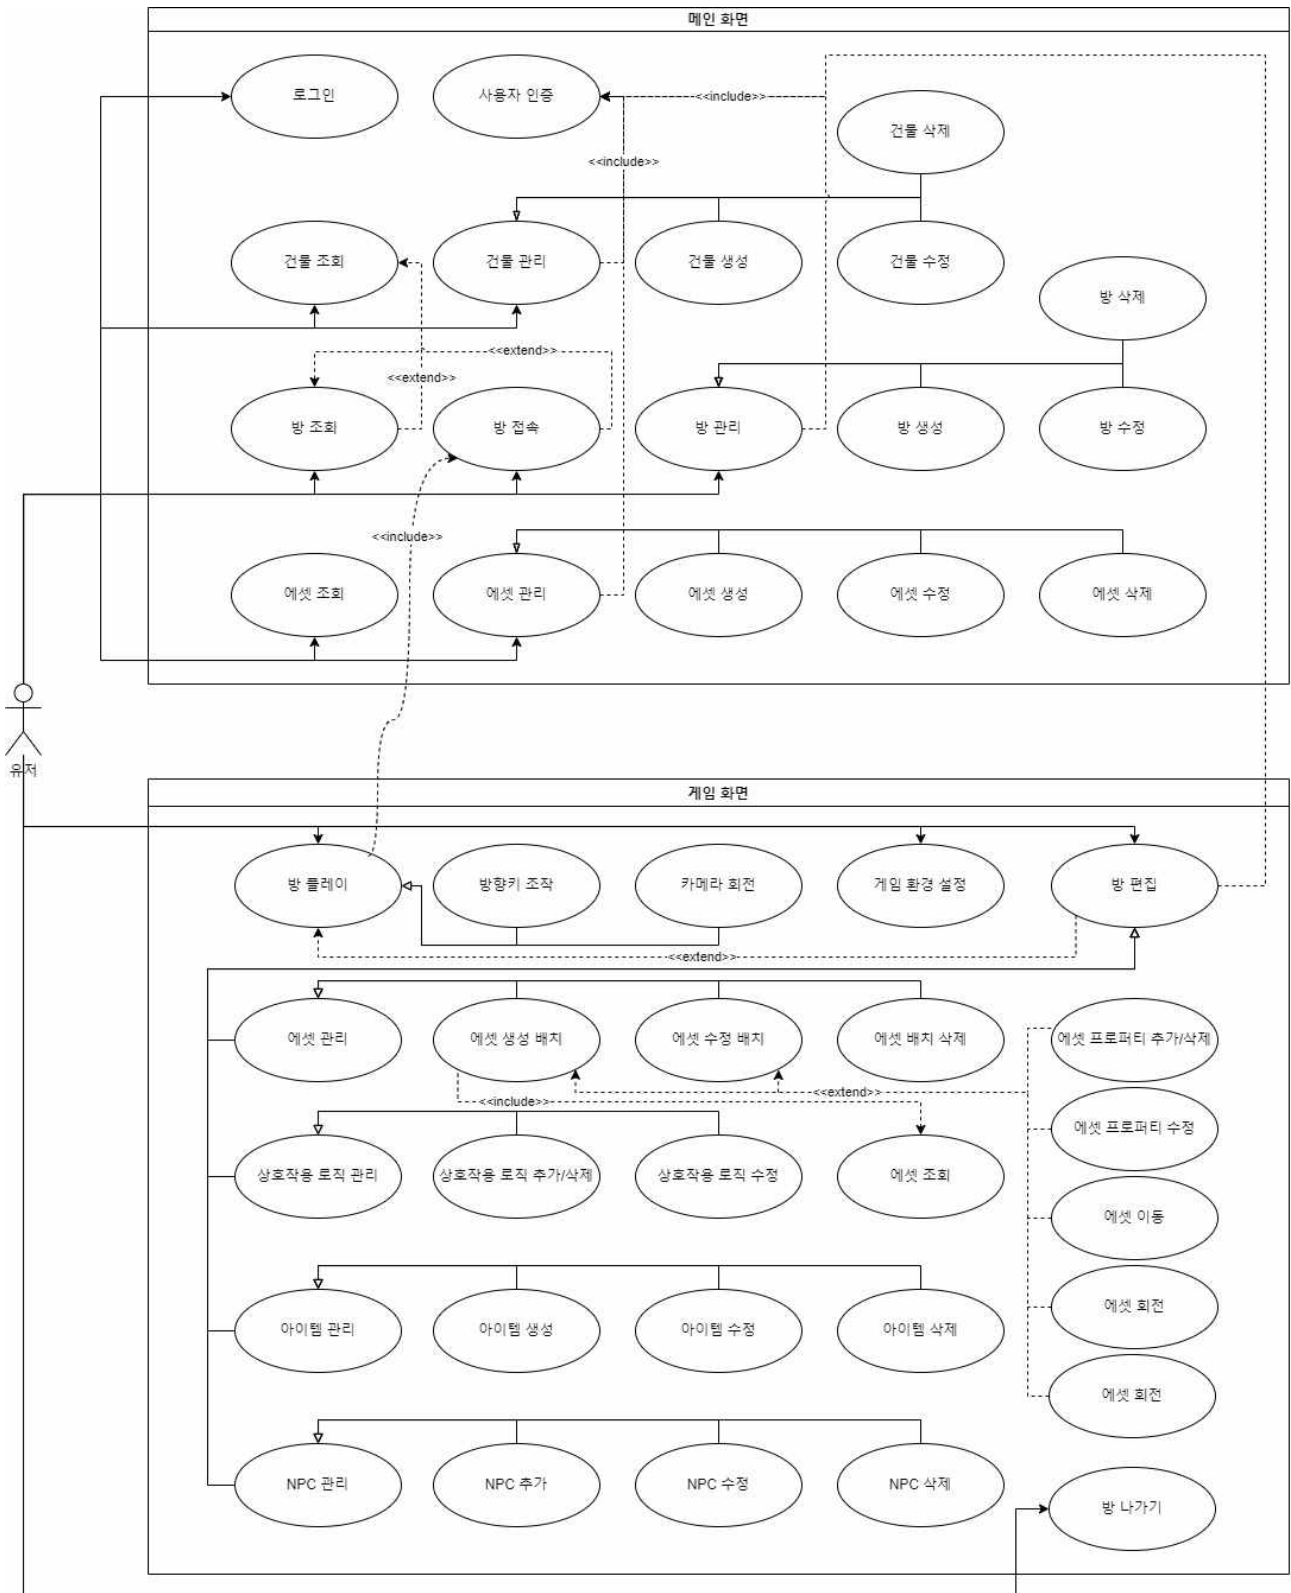 메인 화면
로그인
사용자 인증
<<include>>
건물 삭제
<<include>>
건물 조회
건물 관리
건물 생성
건물 수정
방 삭제
<<extend>>
<<extend>>
방 조회
방 접속
방 관리
방 생성
방 수정
<<include>>
에셋 조회
에셋 관리
에셋 생성
에셋 수정
에셋 삭제
유저
게임 화면
방 플레이
방향키 조작
카메라 회전
게임 환경 설정
방 편집
<<extend>>
에셋 관리
에셋 생성 배치
에셋 수정 배치
에셋 배치 삭제
에셋 프로퍼티 추가/삭제
<<extend>>
<<include>>
에셋 프로퍼티 수정
상호작용 로직 관리
상호작용 로직 추가/삭제
상호작용 로직 수정
에셋 조회
에셋 이동
에셋 회전
아이템 관리
아이템 생성
아이템 수정
아이템 삭제
에셋 회전
NPC 관리
NPC 추가
NPC 수정
NPC 삭제
방 나가기